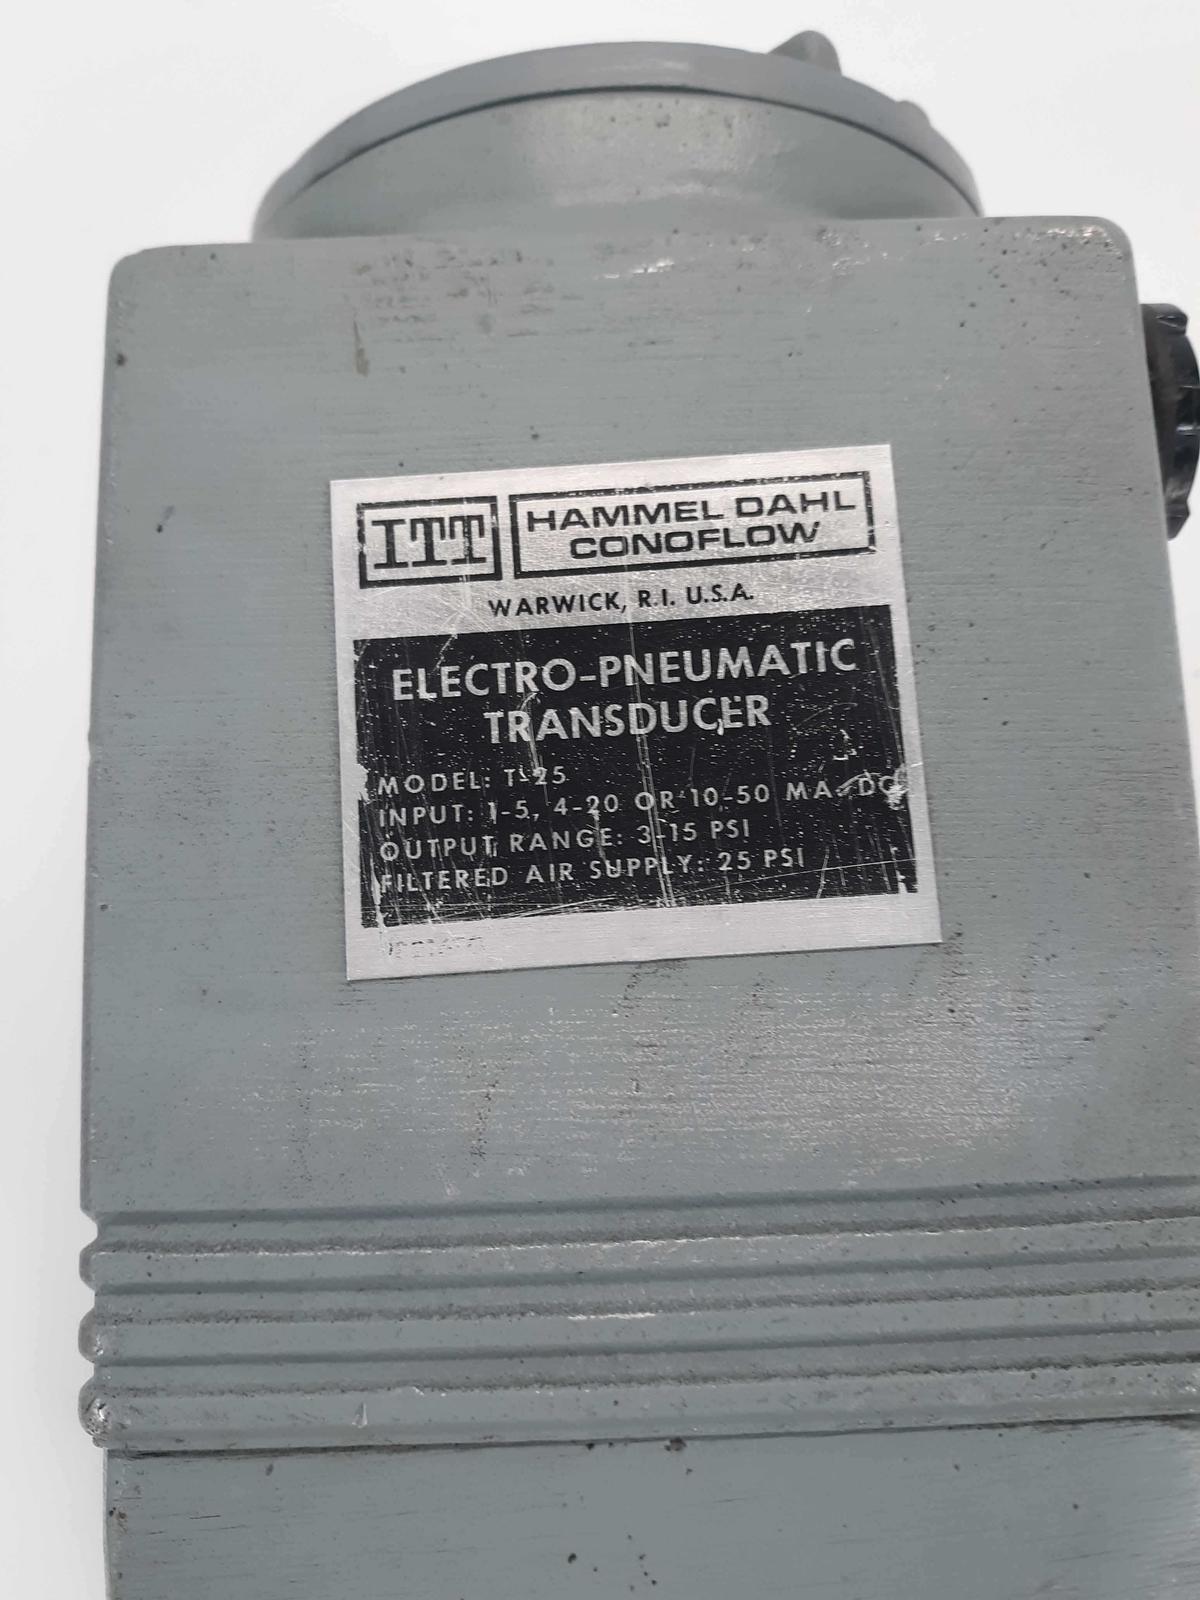 ITT
HAMMEL DAHL
CONOFLOW
WARWICK, R.I. U.S.A.
ELECTRO-PNEUMATIC
TRANSDUCER
MODEL: T-25
INPUT: 1-5, 4-20 OR 10-50 MA. DC
OUTPUT RANGE: 3-15 PSI
FILTERED AIR SUPPLY: 25 PSI